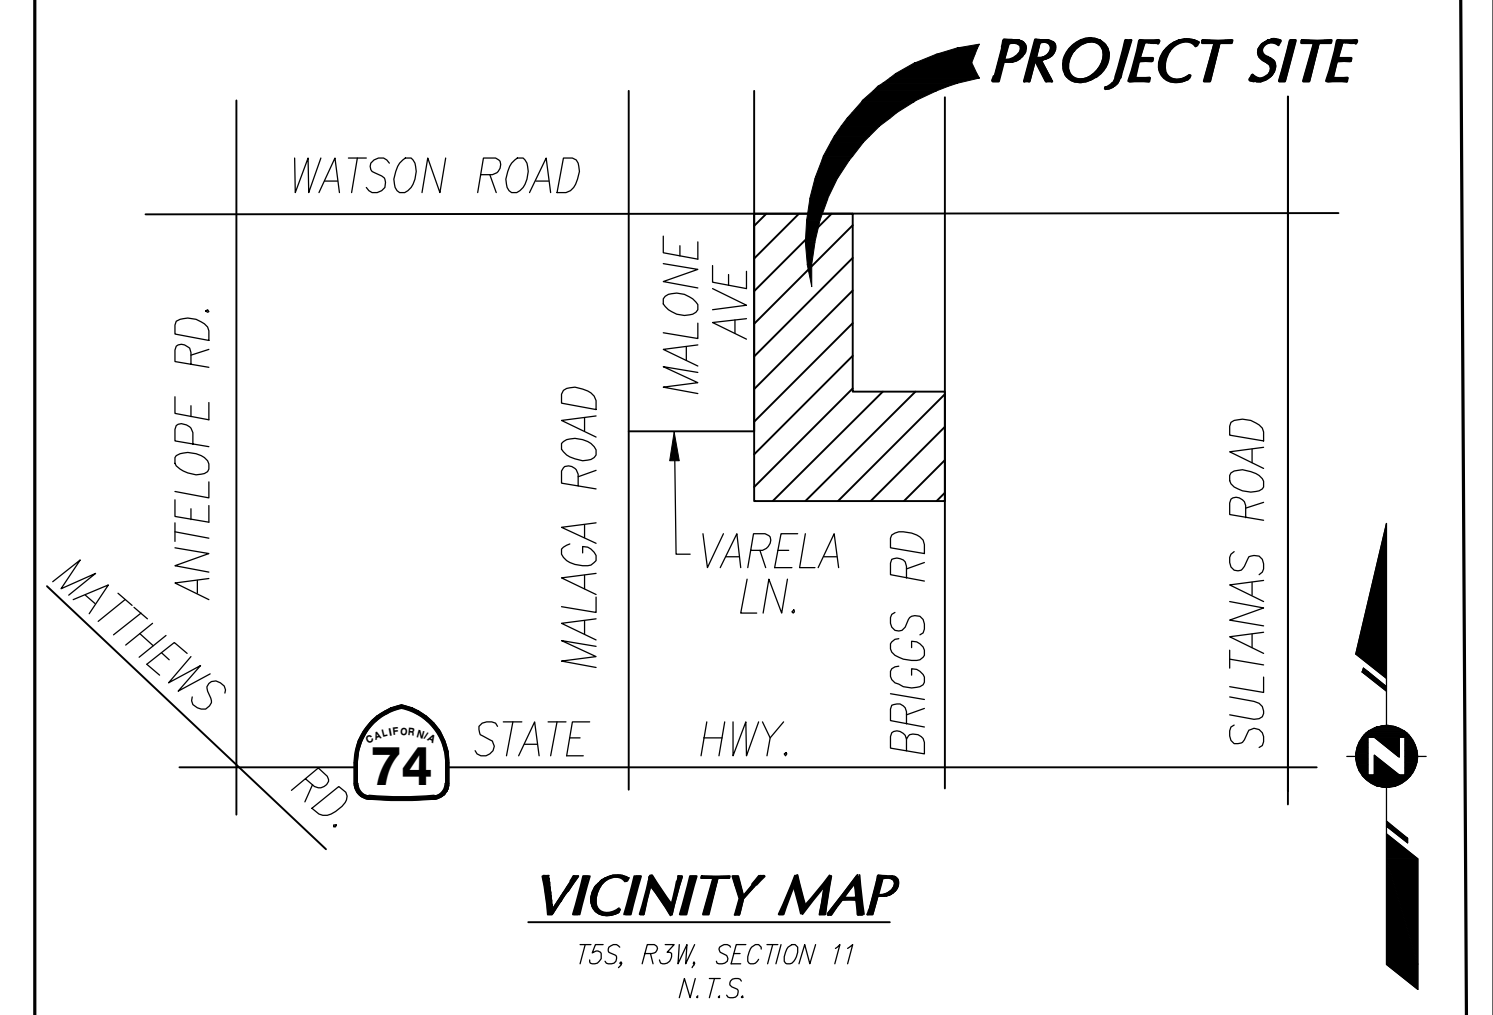 PROJECT SITE
WATSON ROAD
MALONE
AVE
ANTELOPE RD.
MALAGA ROAD
VARELA
LN.
BRIGGS RD
SULTANAS ROAD
MATTHEWS
RD.
CALIFORNIA
74
STATE HWY.
N
VICINITY MAP
T5S, R3W, SECTION 11
N.T.S.